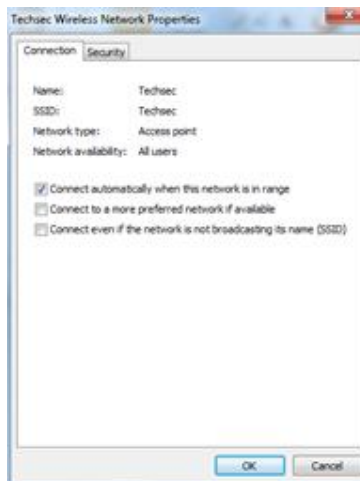 Techsec Wireless Network Properties
Connection Security
Name: Techsec
SSID: Techsec
Network type: Access point
Network availability: All users
Connect automatically when this network is in range
Connect to a more preferred network if available
Connect even if the network is not broadcasting its name (SSID)
OK Cancel